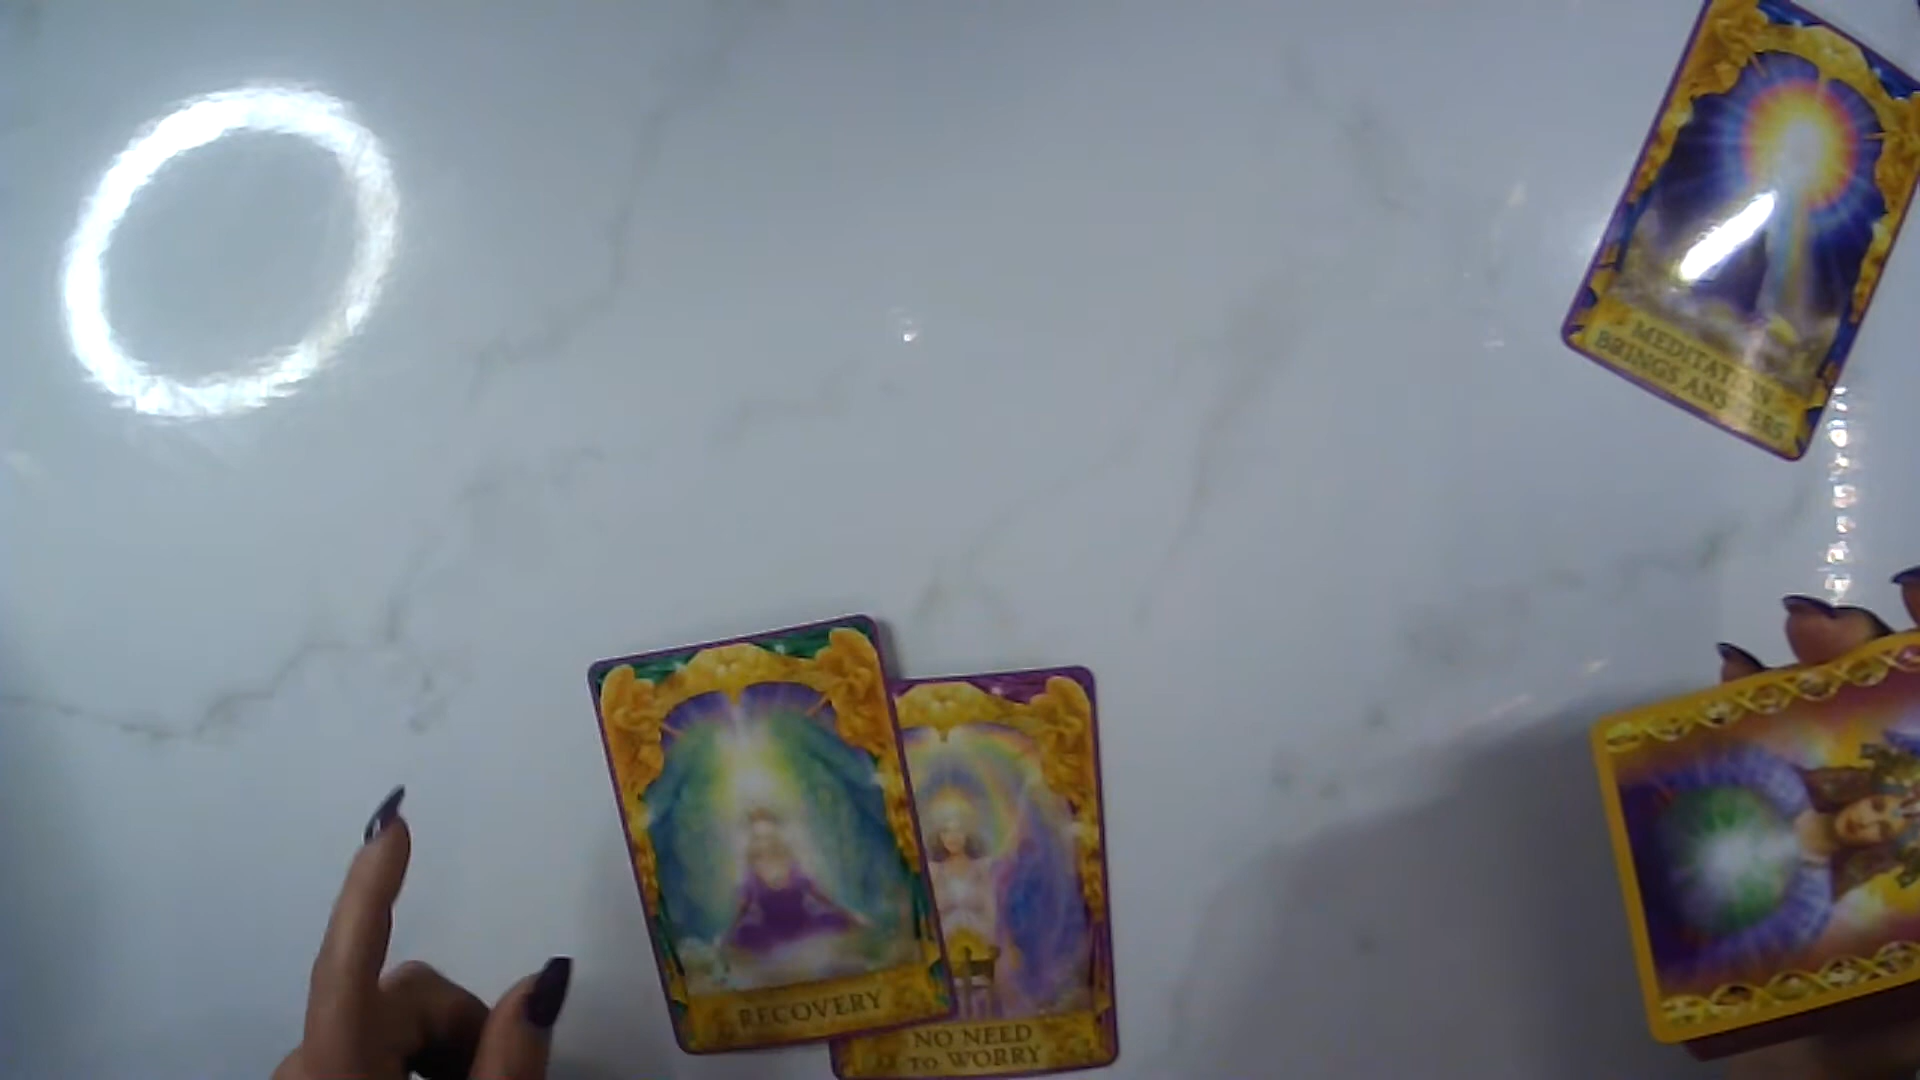 MEDITATION
BRINGS ANSWERS
RECOVERY
NO NEED
TO WORRY